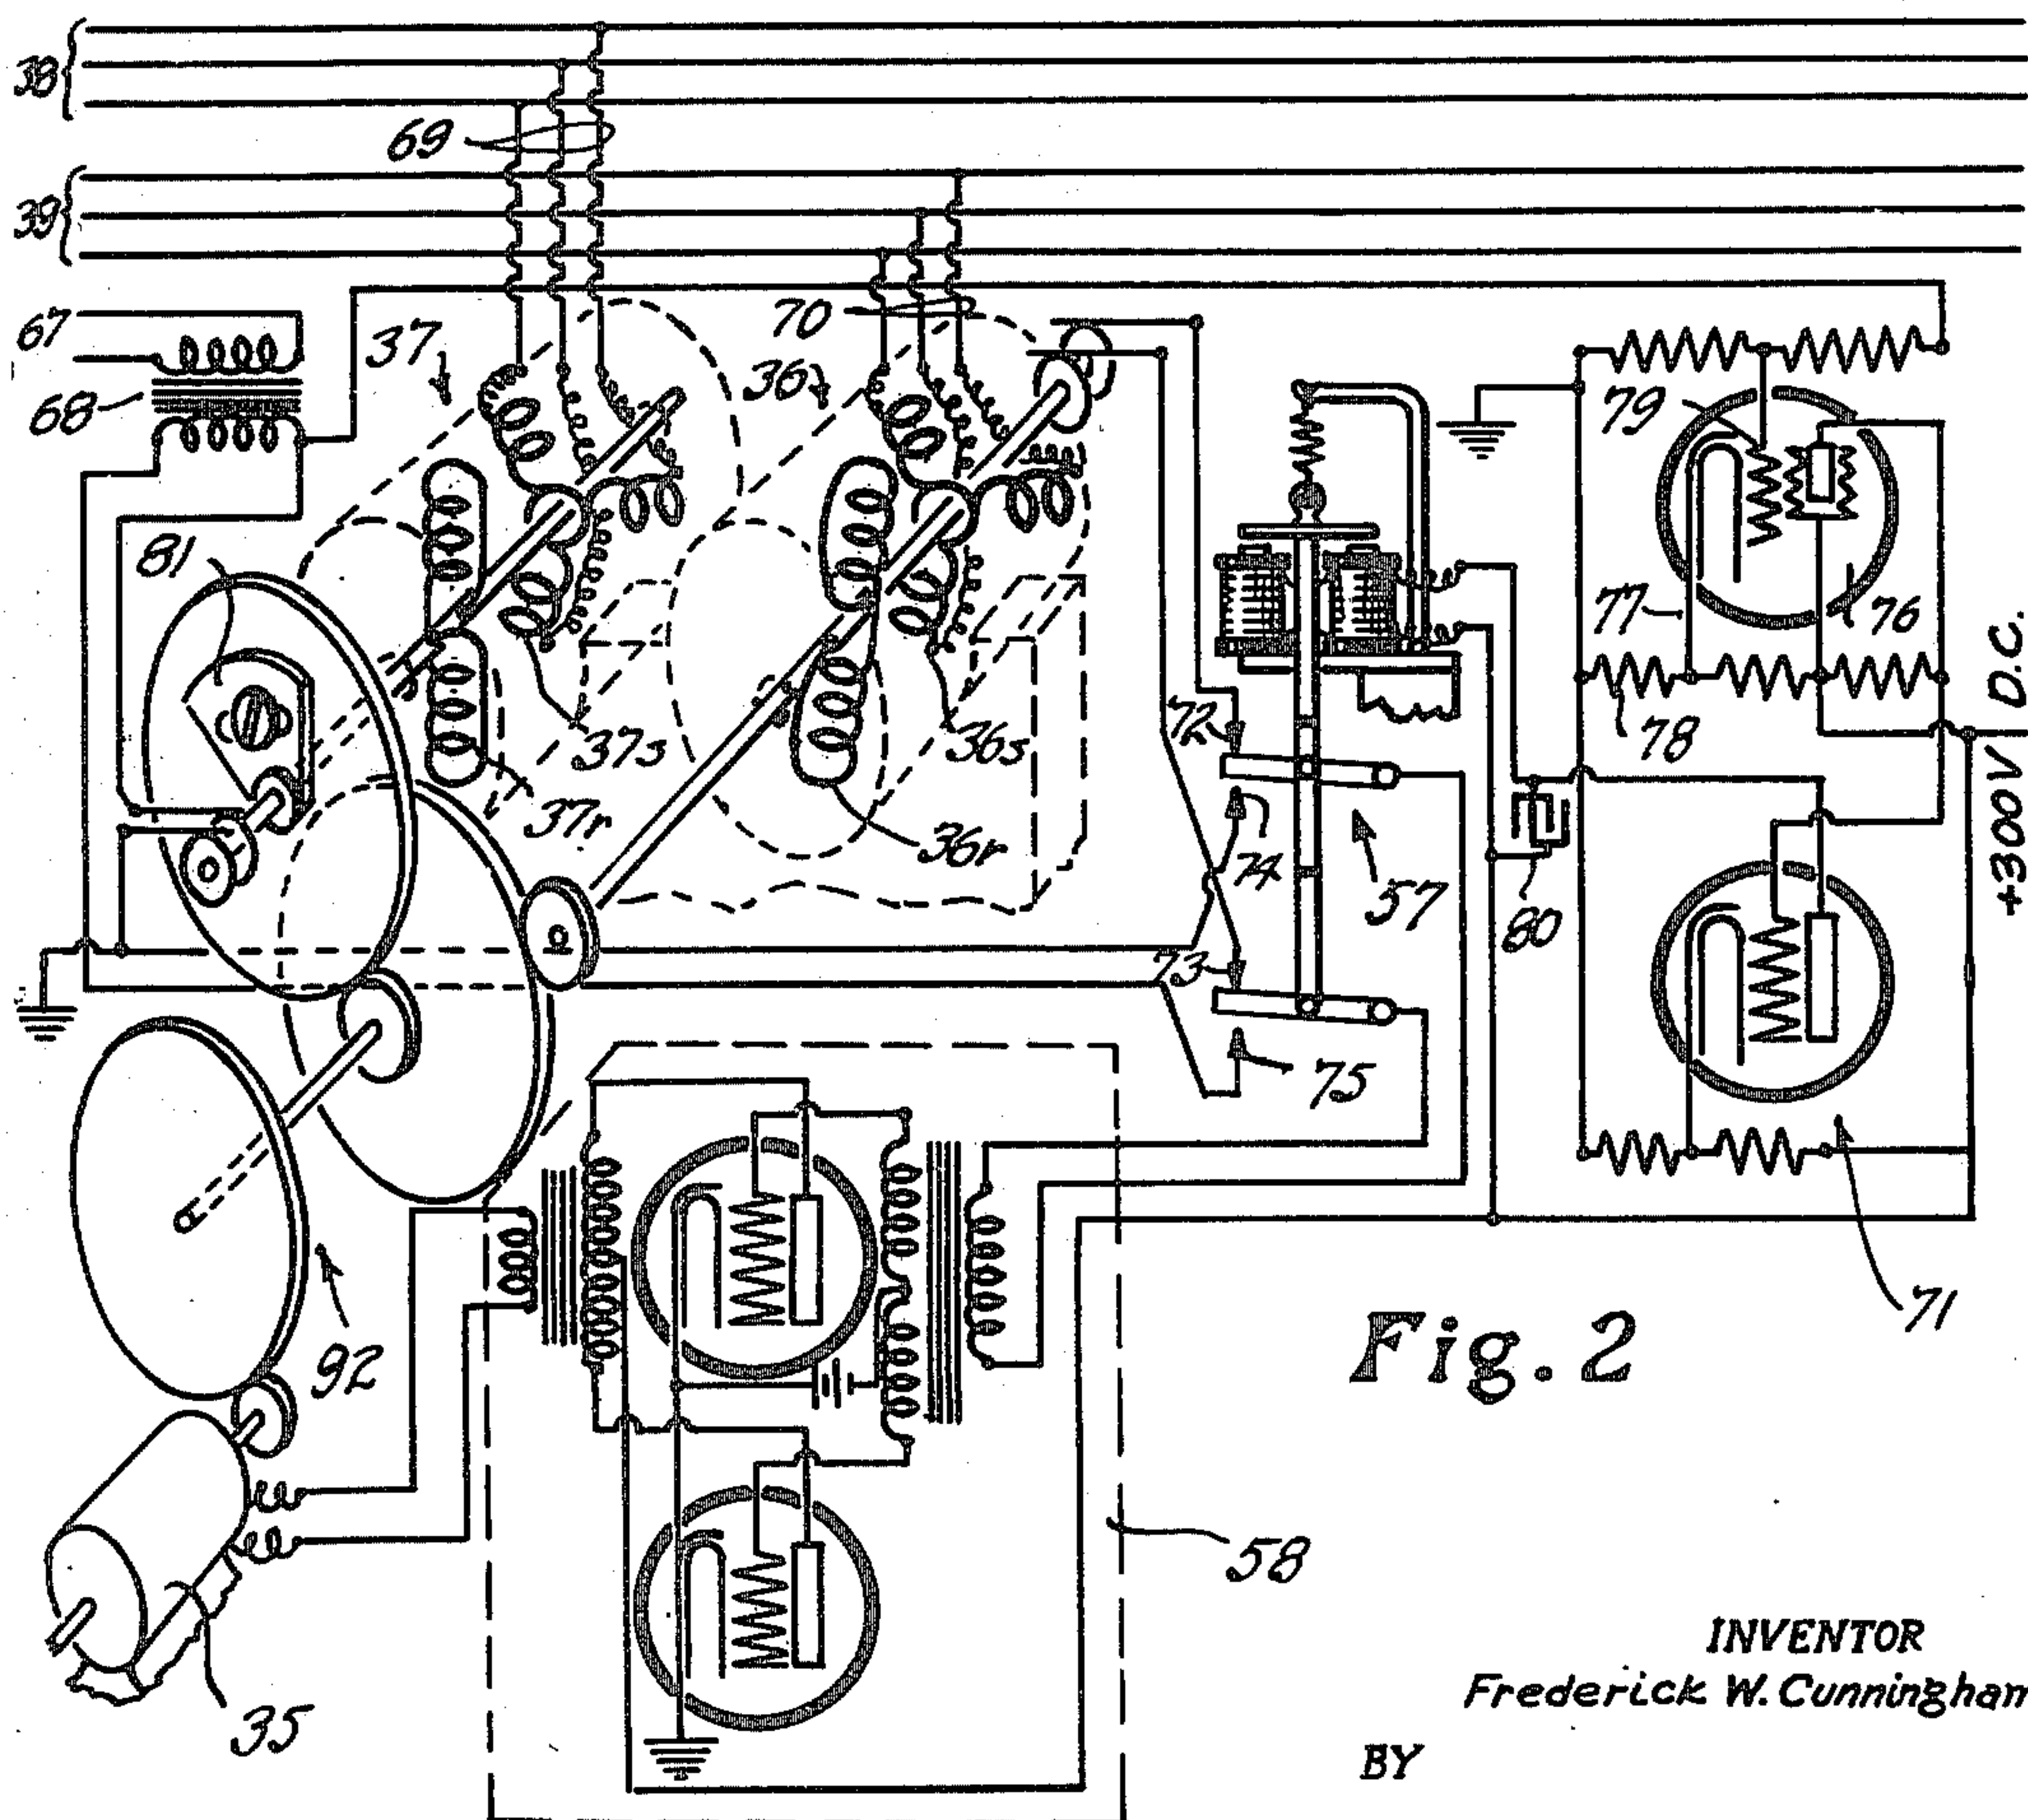 38
69
39
67
68
37
70
36
79
81
77
76
78
+300V D.C.
37s
36s
72
37r
36r
74
57
80
73
75
92
71
Fig. 2
58
35
INVENTOR
Frederick W. Cunningham
BY